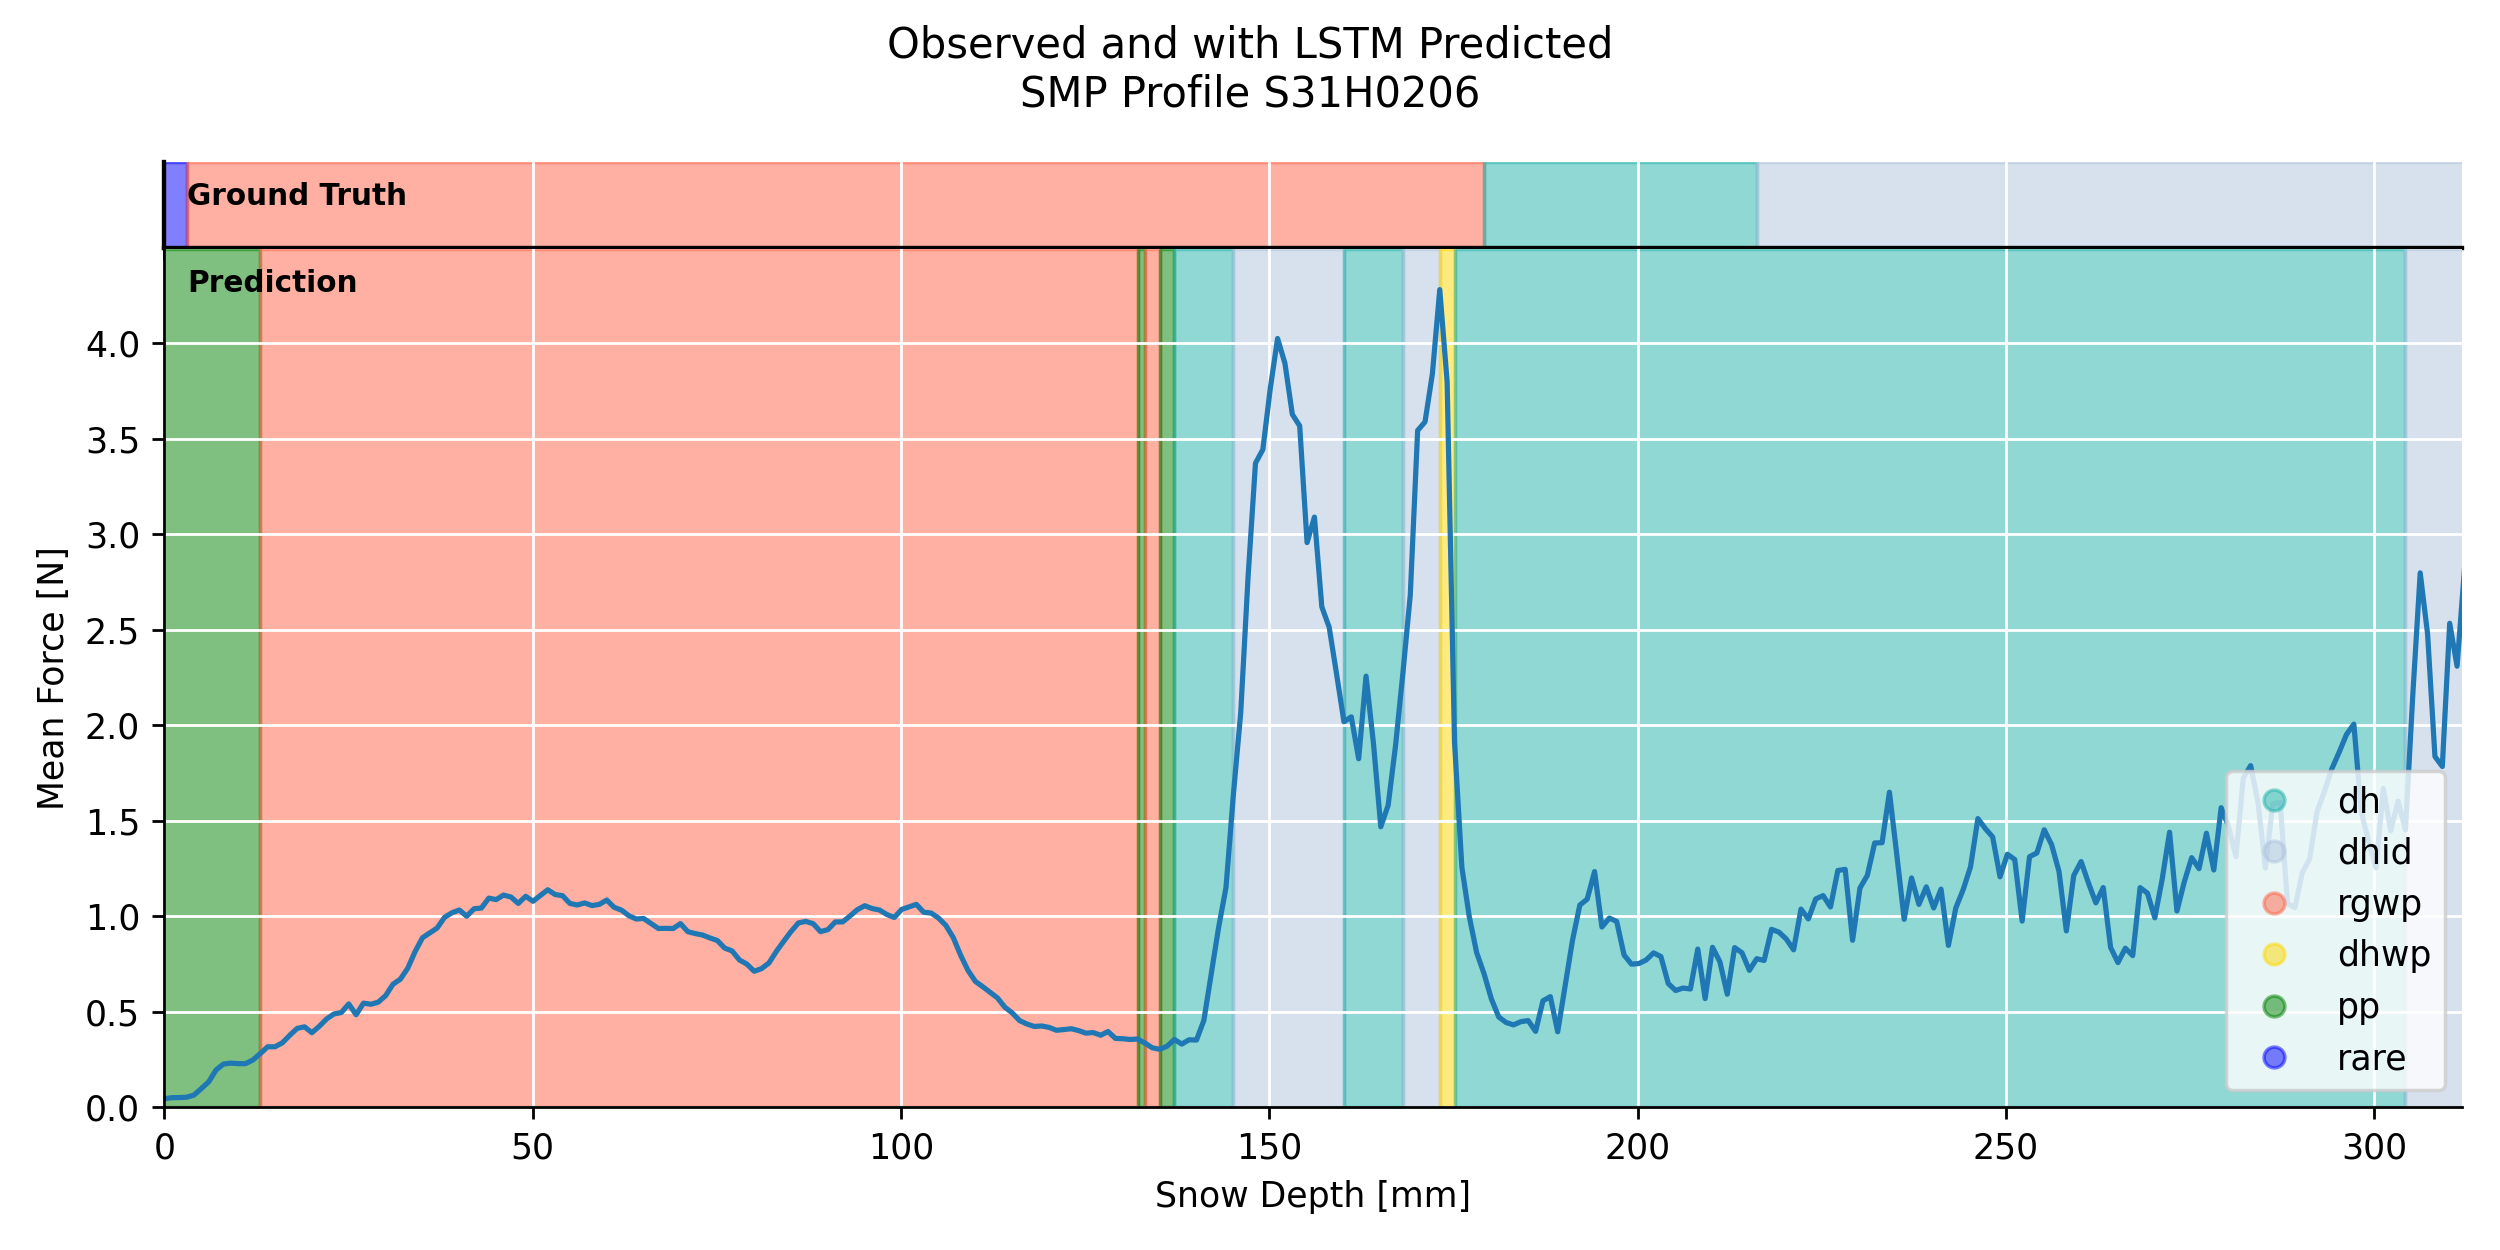 Observed and with LSTM Predicted
SMP Profile S31H0206
Ground Truth
Prediction
4.0
3.5
3.0
2.5
2.0
1.5
1.0
0.5
0.0
Mean Force [N]
dh
dhid
rgwp
dhwp
pp
rare
0 50 100 150 200 250 300
Snow Depth [mm]